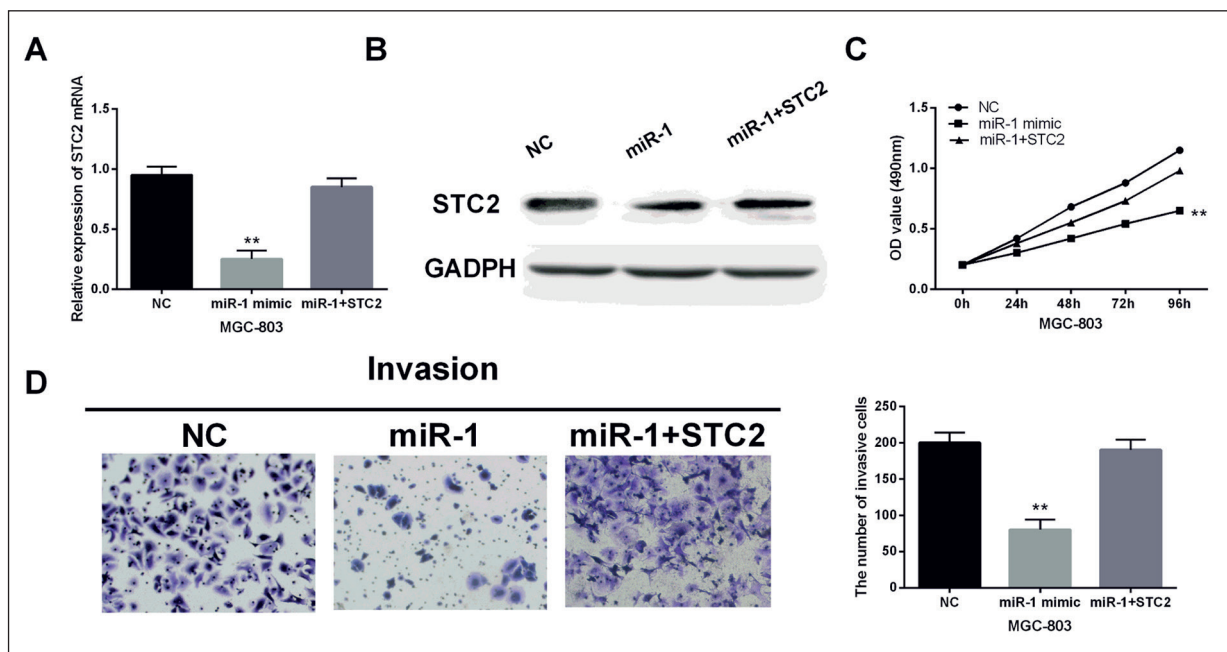 A
Relative expression of STC2 mRNA
1.5
1.0
0.5
0.0
**
NC
miR-1 mimic
miR-1+STC2
MGC-803
B
NC
miR-1
miR-1+STC2
STC2
GADPH
C
OD value (490nm)
1.5
1.0
0.5
0.0
NC
miR-1 mimic
miR-1+STC2
**
0h
24h
48h
72h
96h
MGC-803
D
Invasion
NC
miR-1
miR-1+STC2
The number of invasive cells
250
200
150
100
50
0
**
NC
miR-1 mimic
miR-1+STC2
MGC-803